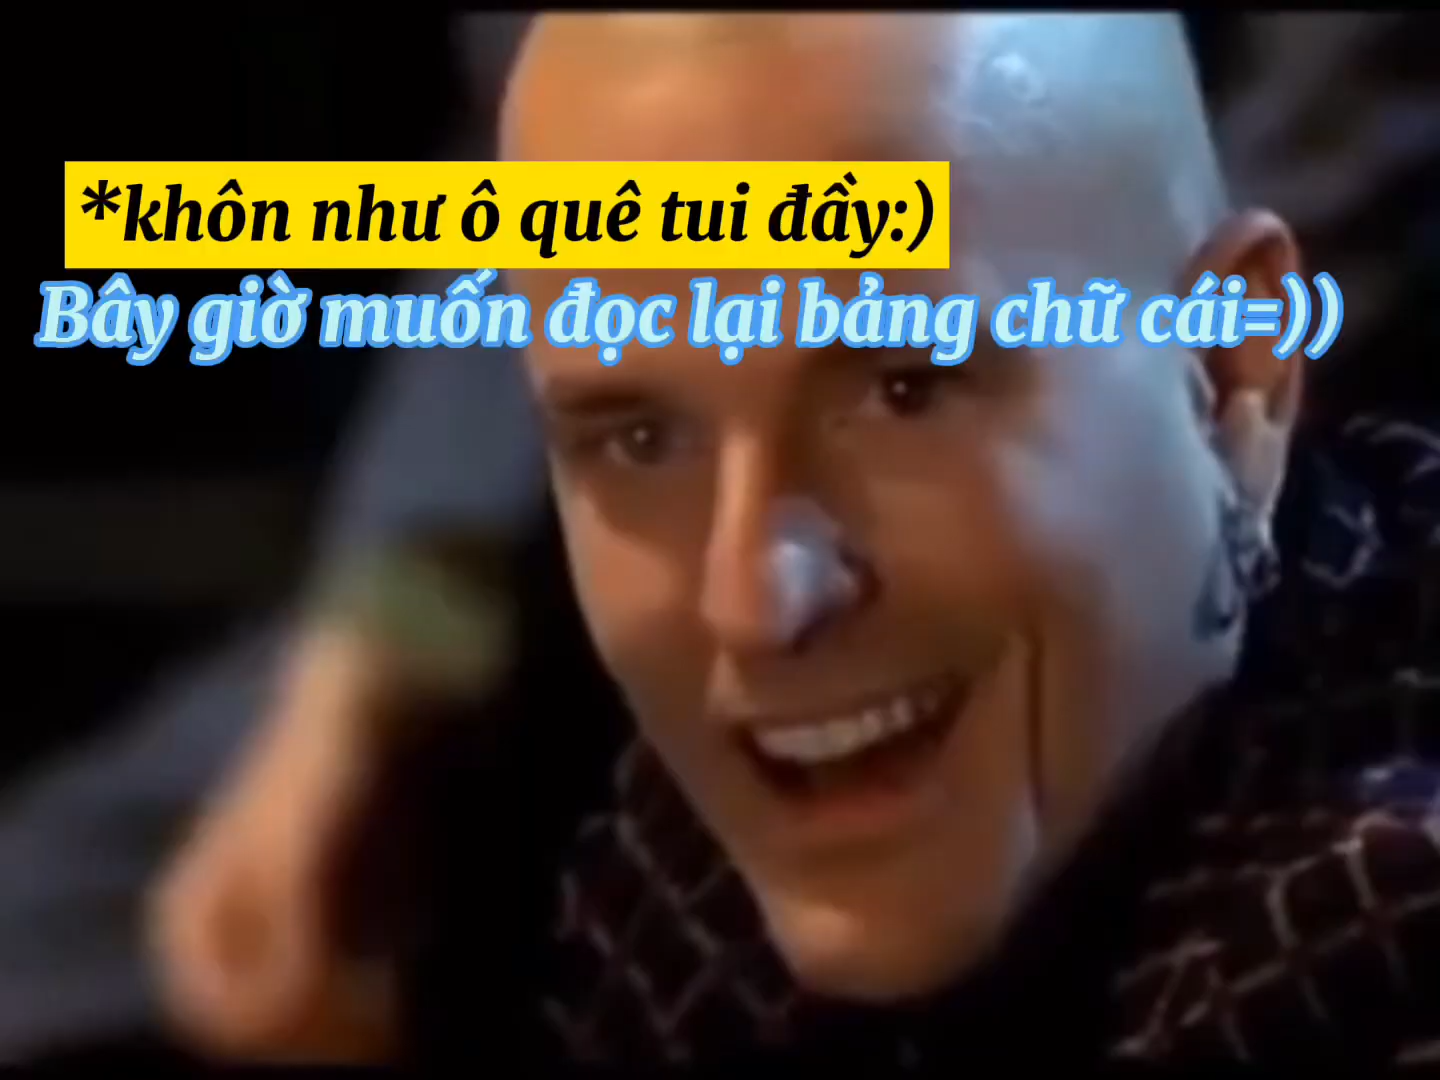 *khôn như ô quê tui đầy:)
Bây giờ muốn đọc lại bảng chữ cái=))